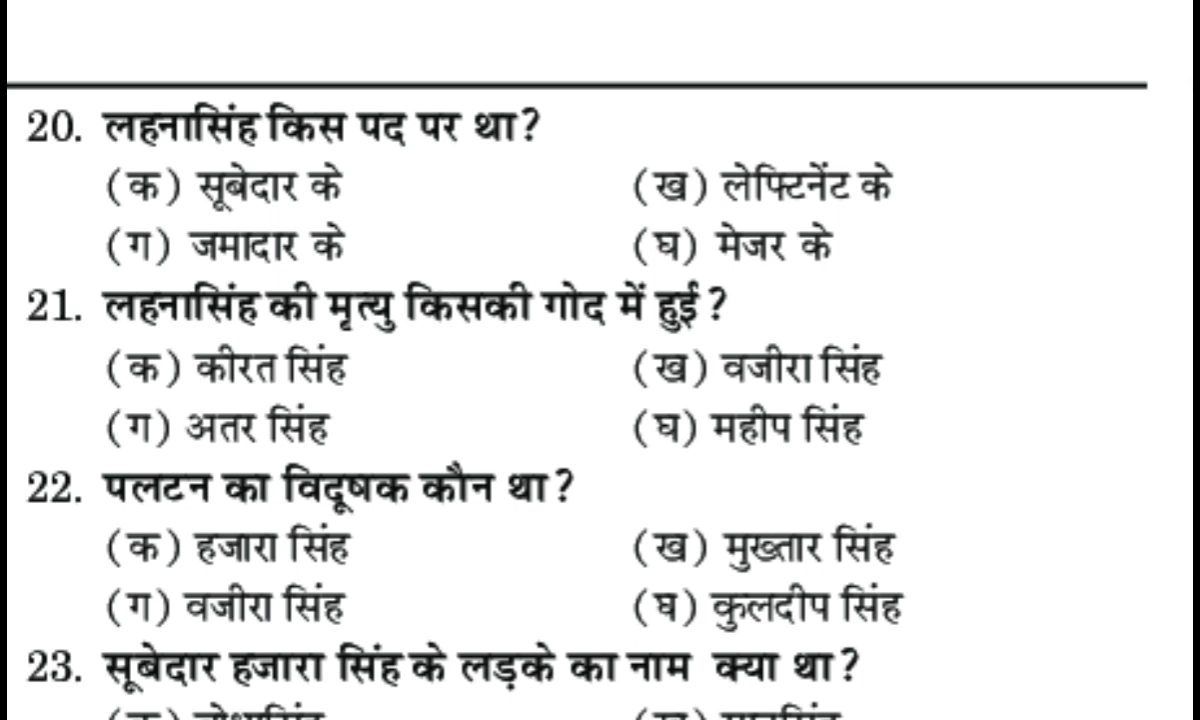 20. लहनासिंह किस पद पर था?
(क) सूबेदार के (ख) लेफ्टिनेंट के
(ग) जमादार के (घ) मेजर के
21. लहनासिंह की मृत्यु किसकी गोद में हुई?
(क) कीरत सिंह (ख) वजीरा सिंह
(ग) अतर सिंह (घ) महीप सिंह
22. पलटन का विदूषक कौन था?
(क) हजारा सिंह (ख) मुख्तार सिंह
(ग) वजीरा सिंह (घ) कुलदीप सिंह
23. सूबेदार हजारा सिंह के लड़के का नाम क्या था?